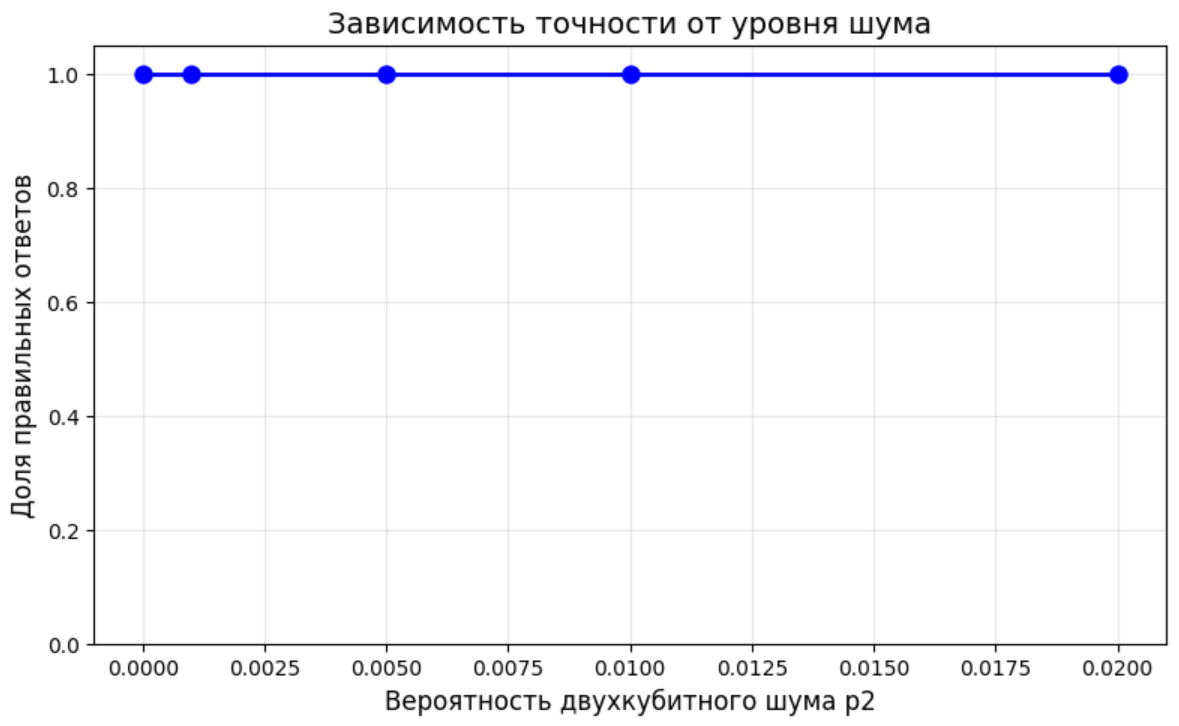 Зависимость точности от уровня шума
Доля правильных ответов
1.0
0.8
0.6
0.4
0.2
0.0
0.0000 0.0025 0.0050 0.0075 0.0100 0.0125 0.0150 0.0175 0.0200
Вероятность двухкубитного шума p2